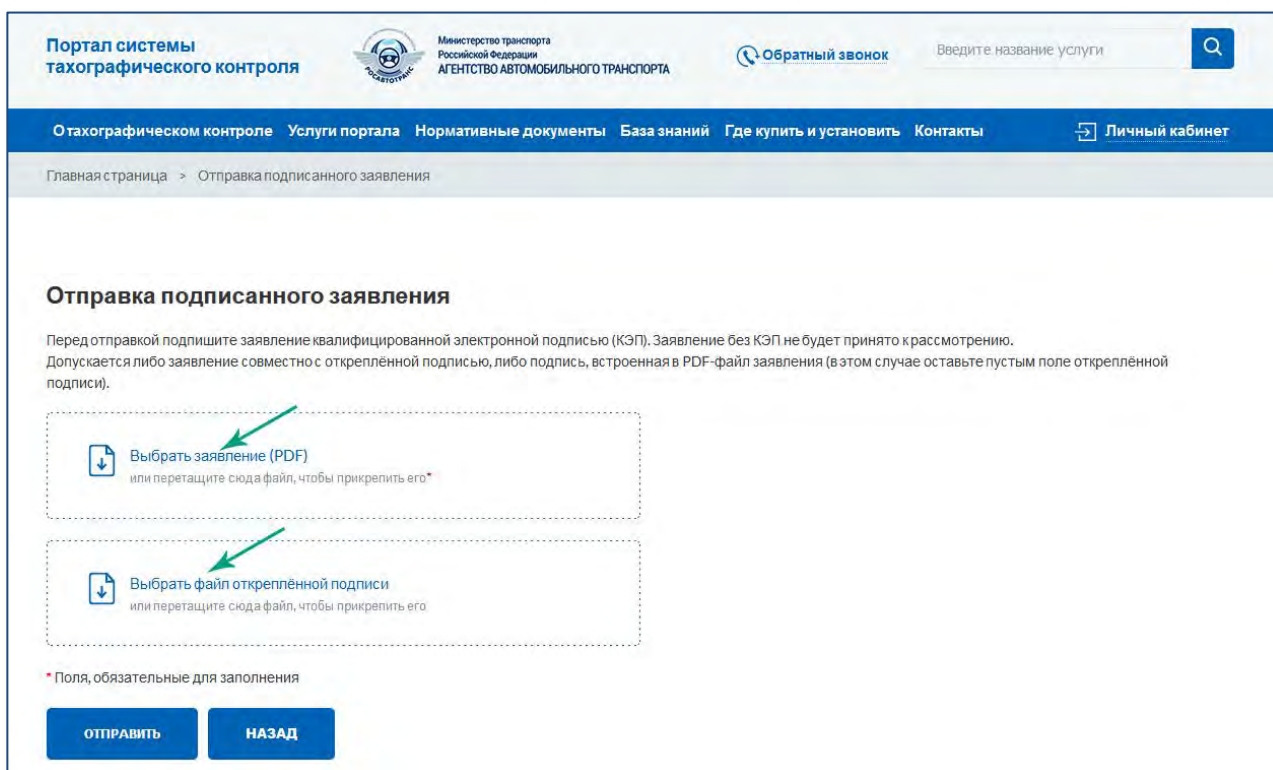 Портал системы
тахографического контроля
РОСАВТОТРАНС
Министерство транспорта
Российской Федерации
АГЕНТСТВО АВТОМОБИЛЬНОГО ТРАНСПОРТА
Обратный звонок
Введите название услуги
О тахографическом контроле Услуги портала Нормативные документы База знаний Где купить и установить Контакты Личный кабинет
Главная страница > Отправка подписанного заявления
Отправка подписанного заявления
Перед отправкой подпишите заявление квалифицированной электронной подписью (КЭП). Заявление без КЭП не будет принято к рассмотрению.
Допускается либо заявление совместно с откреплённой подписью, либо подпись, встроенная в PDF-файл заявления (в этом случае оставьте пустым поле откреплённой
подписи).
Выбрать заявление (PDF)
или перетащите сюда файл, чтобы прикрепить его*
Выбрать файл откреплённой подписи
или перетащите сюда файл, чтобы прикрепить его
* Поля, обязательные для заполнения
ОТПРАВИТЬ НАЗАД